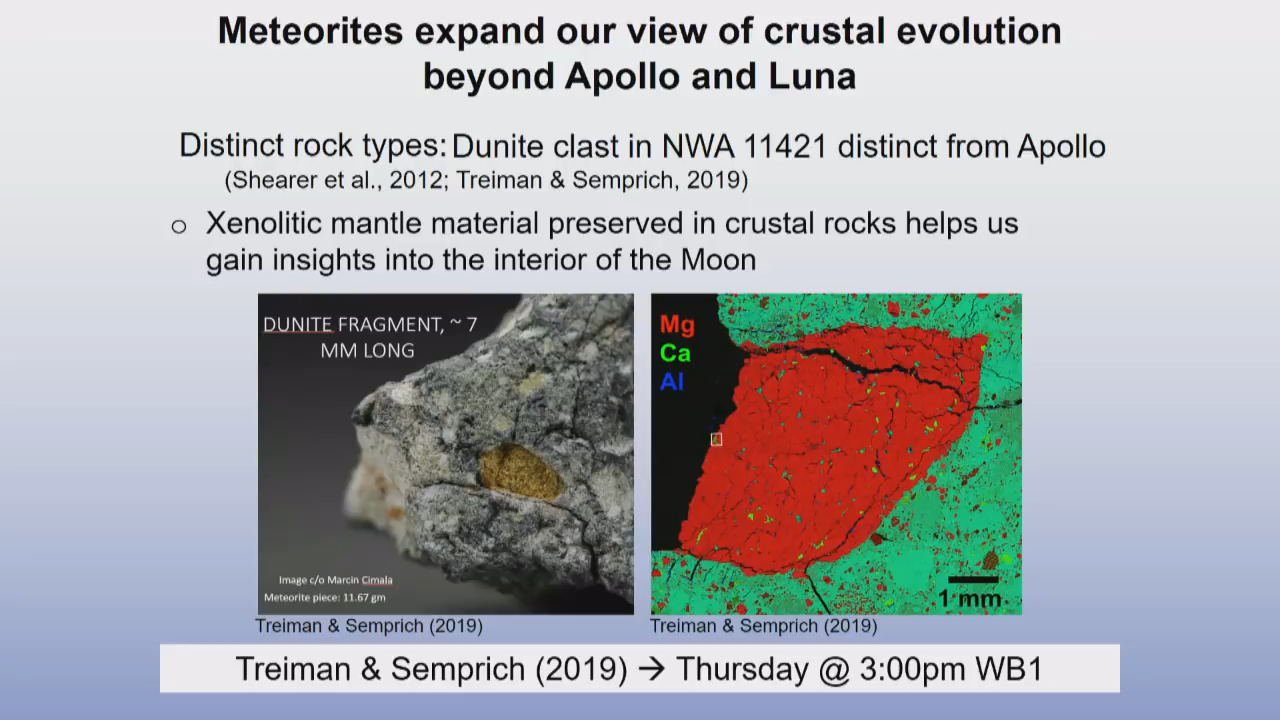 Meteorites expand our view of crustal evolution
beyond Apollo and Luna
Distinct rock types: Dunite clast in NWA 11421 distinct from Apollo
(Shearer et al., 2012; Treiman & Semprich, 2019)
o Xenolitic mantle material preserved in crustal rocks helps us
gain insights into the interior of the Moon
DUNITE FRAGMENT, ~ 7
MM LONG
Image c/o Marcin Cimala
Meteorite piece: 11.67 gm
Mg
Ca
Al
1 mm
Treiman & Semprich (2019)
Treiman & Semprich (2019)
Treiman & Semprich (2019) → Thursday @ 3:00pm WB1